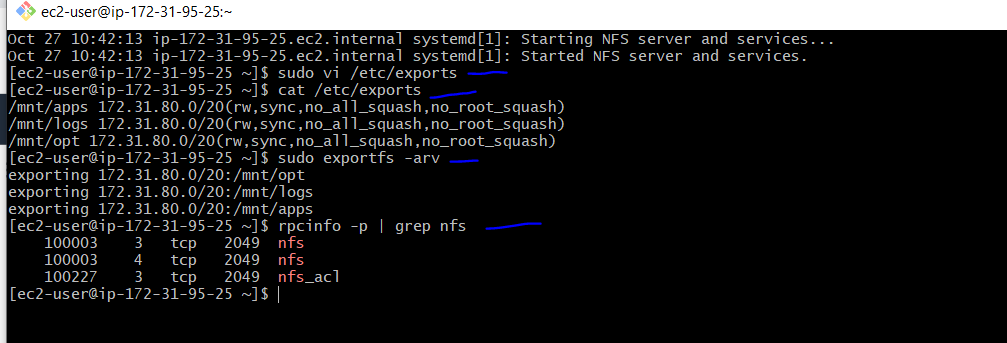 ec2-user@ip-172-31-95-25:~
Oct 27 10:42:13 ip-172-31-95-25.ec2.internal systemd[1]: Starting NFS server and services...
Oct 27 10:42:13 ip-172-31-95-25.ec2.internal systemd[1]: Started NFS server and services.
[ec2-user@ip-172-31-95-25 ~]$ sudo vi /etc/exports
[ec2-user@ip-172-31-95-25 ~]$ cat /etc/exports
/mnt/apps 172.31.80.0/20(rw,sync,no_all_squash,no_root_squash)
/mnt/logs 172.31.80.0/20(rw,sync,no_all_squash,no_root_squash)
/mnt/opt 172.31.80.0/20(rw,sync,no_all_squash,no_root_squash)
[ec2-user@ip-172-31-95-25 ~]$ sudo exportfs -arv
exporting 172.31.80.0/20:/mnt/opt
exporting 172.31.80.0/20:/mnt/logs
exporting 172.31.80.0/20:/mnt/apps
[ec2-user@ip-172-31-95-25 ~]$ rpcinfo -p | grep nfs
    100003    3   tcp   2049  nfs
    100003    4   tcp   2049  nfs
    100227    3   tcp   2049  nfs_acl
[ec2-user@ip-172-31-95-25 ~]$